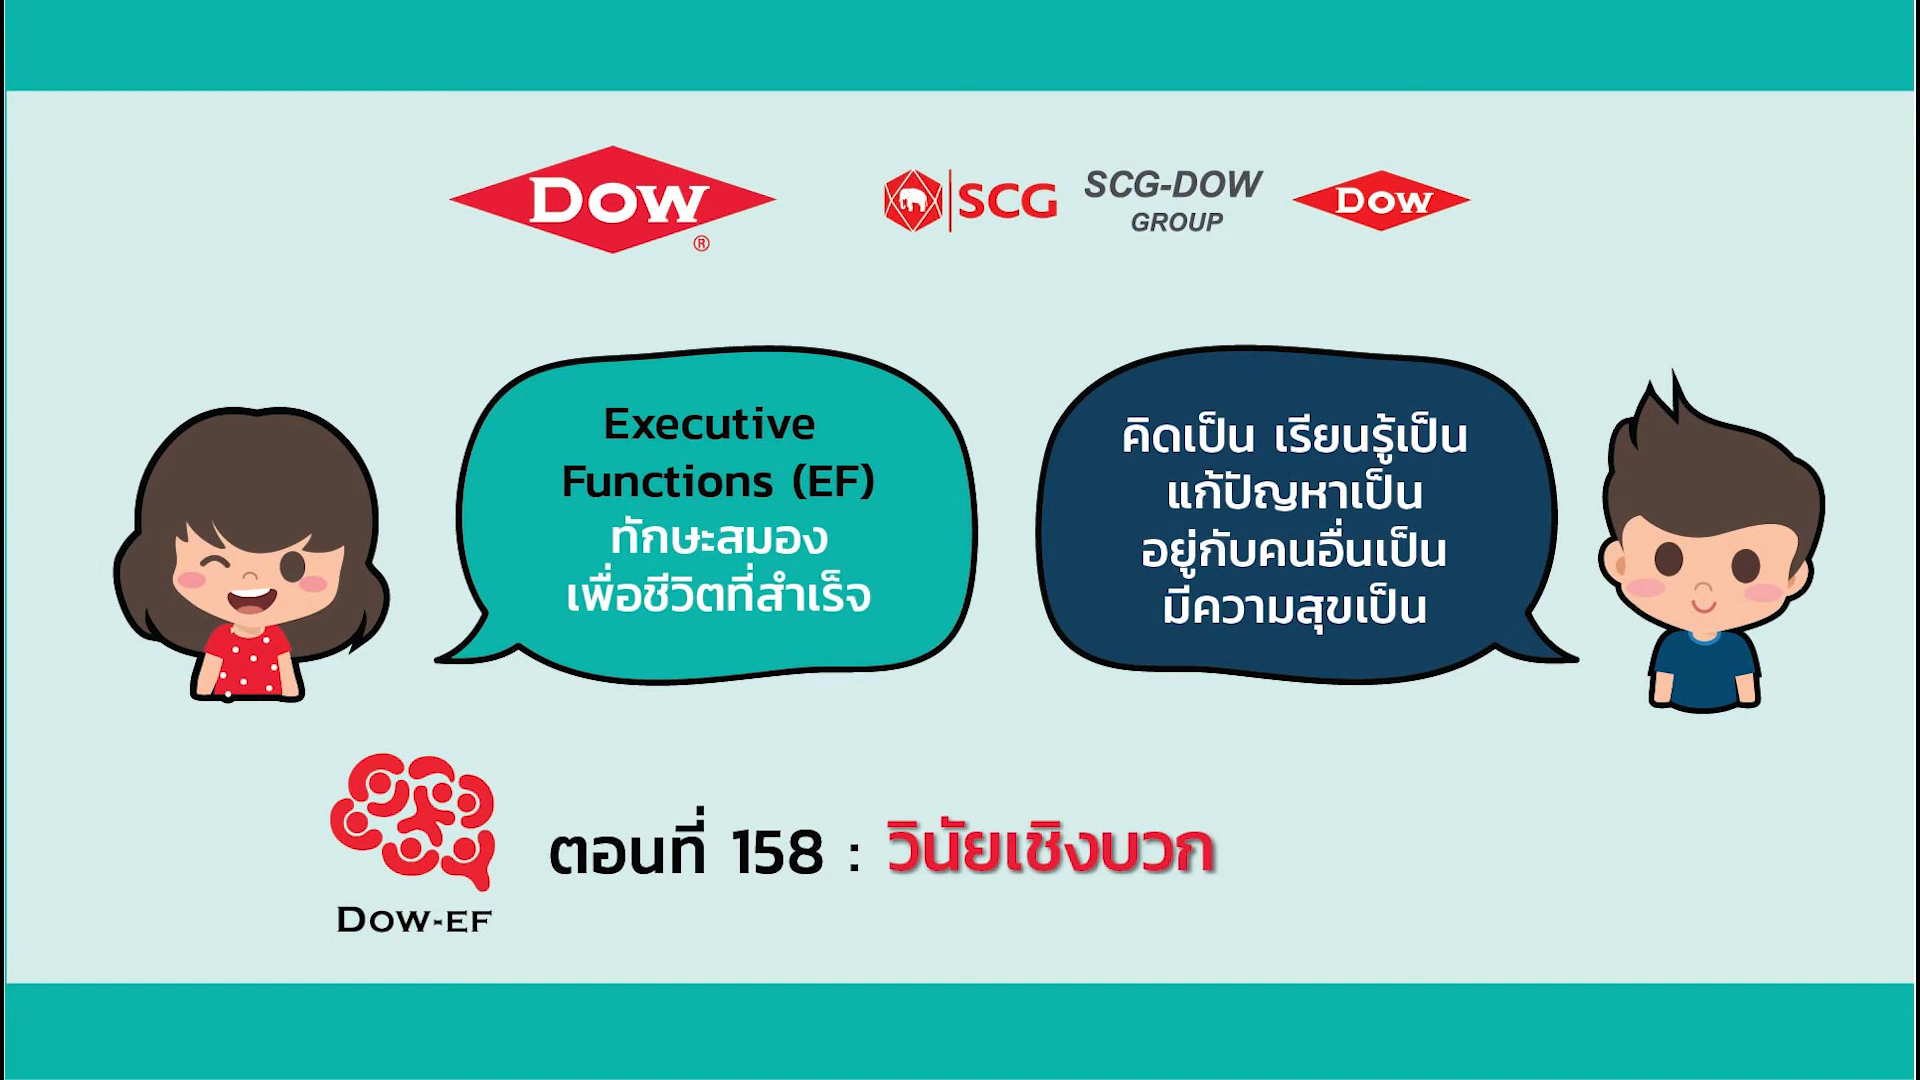 DOW
®
SCG
SCG-DOW
GROUP
DOW
Executive
Functions (EF)
ทักษะสมอง
เพื่อชีวิตที่สำเร็จ
คิดเป็น เรียนรู้เป็น
แก้ปัญหาเป็น
อยู่กับคนอื่นเป็น
มีความสุขเป็น
ตอนที่ 158 : วินัยเชิงบวก
DOW-EF